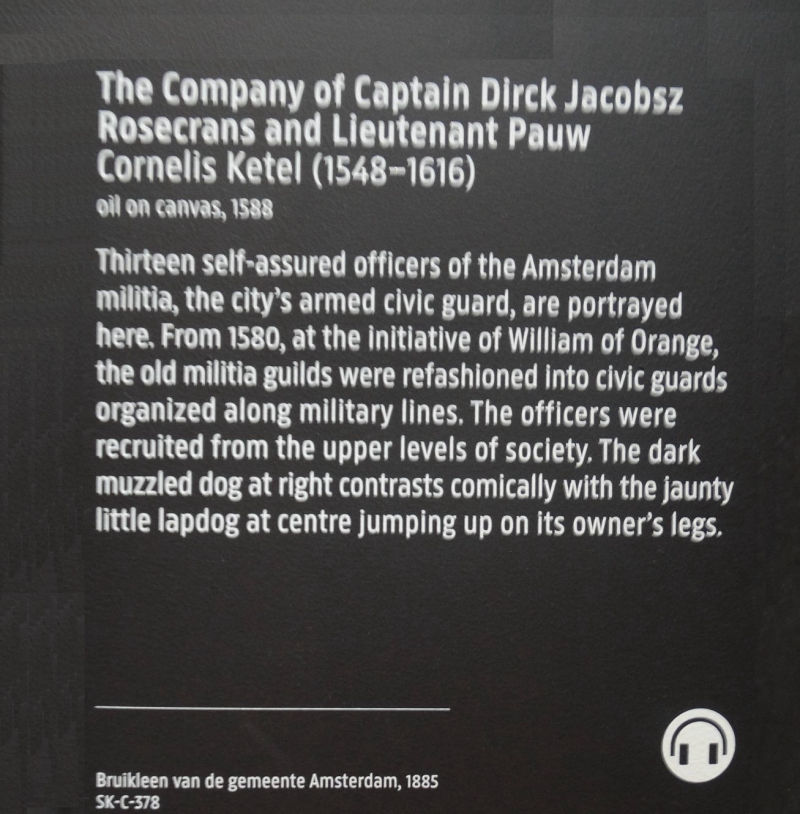 The Company of Captain Dirck Jacobsz
Rosecrans and Lieutenant Pauw
Cornelis Ketel (1548–1616)
oil on canvas, 1588
Thirteen self-assured officers of the Amsterdam
militia, the city's armed civic guard, are portrayed
here. From 1580, at the initiative of William of Orange,
the old militia guilds were refashioned into civic guards
organized along military lines. The officers were
recruited from the upper levels of society. The dark
muzzled dog at right contrasts comically with the jaunty
little lapdog at centre jumping up on its owner's legs.
Bruikleen van de gemeente Amsterdam, 1885
SK-C-378